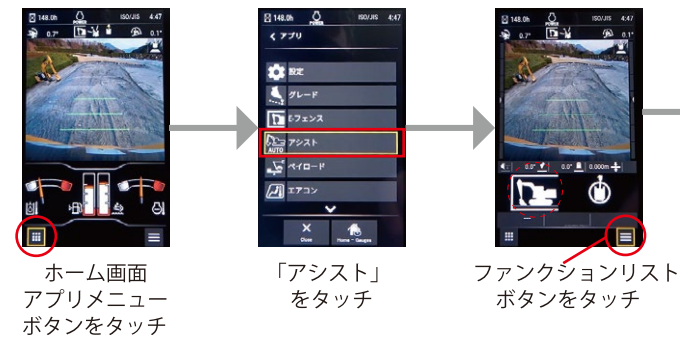 148.0h POWER ISO/JIS 4:47
0.7° 0.1°
ホーム画面
アプリメニュー
ボタンをタッチ
148.0h POWER ISO/JIS 4:47
アプリ
設定
グレード
E-フェンス
AUTO アシスト
ペイロード
エアコン
Close Home - Gauges
「アシスト」
をタッチ
148.0h POWER ISO/JIS 4:47
0.7° 0.1°
0.0° 0.0° 0.000m
ファンクションリスト
ボタンをタッチ